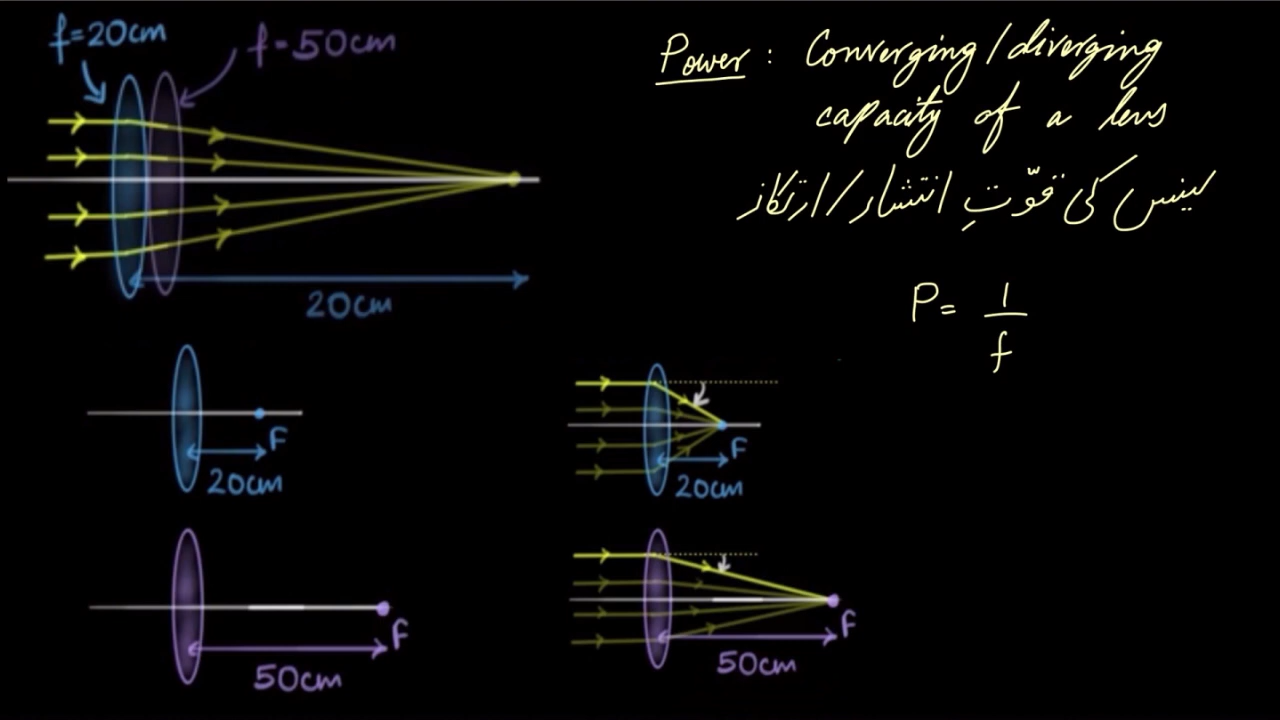 f=20cm
f=50cm
20cm
Power : Converging/diverging
capacity of a lens
لینس کی قوّتِ انتشار/ارتکاز
P= 1/f
F
20cm
F
20cm
F
50cm
F
50cm